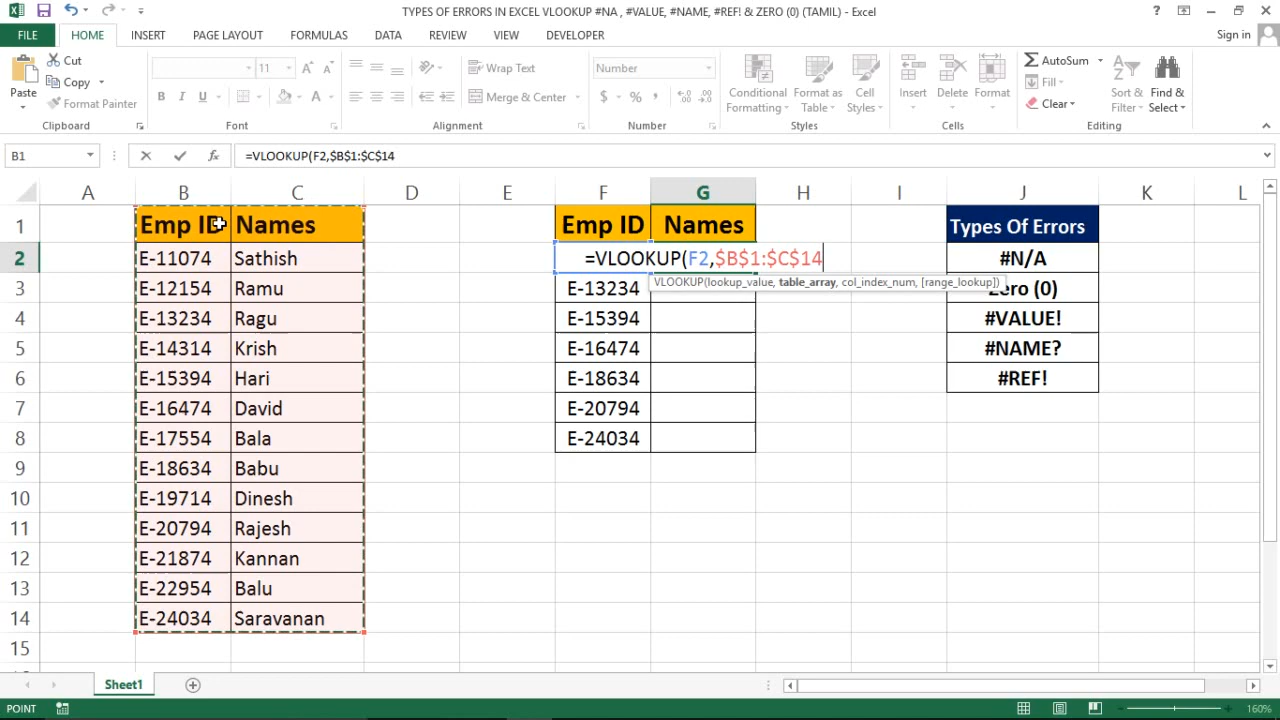 TYPES OF ERRORS IN EXCEL VLOOKUP #NA , #VALUE, #NAME, #REF! & ZERO (0) (TAMIL) - Excel
?
FILE HOME INSERT PAGE LAYOUT FORMULAS DATA REVIEW VIEW DEVELOPER Sign in
Paste Cut Copy Format Painter
11 B I U A A A
Wrap Text Merge & Center
Number $ %
Conditional Formatting Format as Table Cell Styles
Insert Delete Format
AutoSum Fill Clear Sort & Filter Find & Select
Clipboard Font Alignment Number Styles Cells Editing
B1 fx =VLOOKUP(F2,$B$1:$C$14
A B C D E F G H I J K L
1 Emp ID Names Emp ID Names Types Of Errors
2 E-11074 Sathish =VLOOKUP(F2,$B$1:$C$14 #N/A
VLOOKUP(lookup_value, table_array, col_index_num, [range_lookup])
3 E-12154 Ramu E-13234 Zero (0)
4 E-13234 Ragu E-15394 #VALUE!
5 E-14314 Krish E-16474 #NAME?
6 E-15394 Hari E-18634 #REF!
7 E-16474 David E-20794
8 E-17554 Bala E-24034
9 E-18634 Babu
10 E-19714 Dinesh
11 E-20794 Rajesh
12 E-21874 Kannan
13 E-22954 Balu
14 E-24034 Saravanan
15
Sheet1
POINT 160%